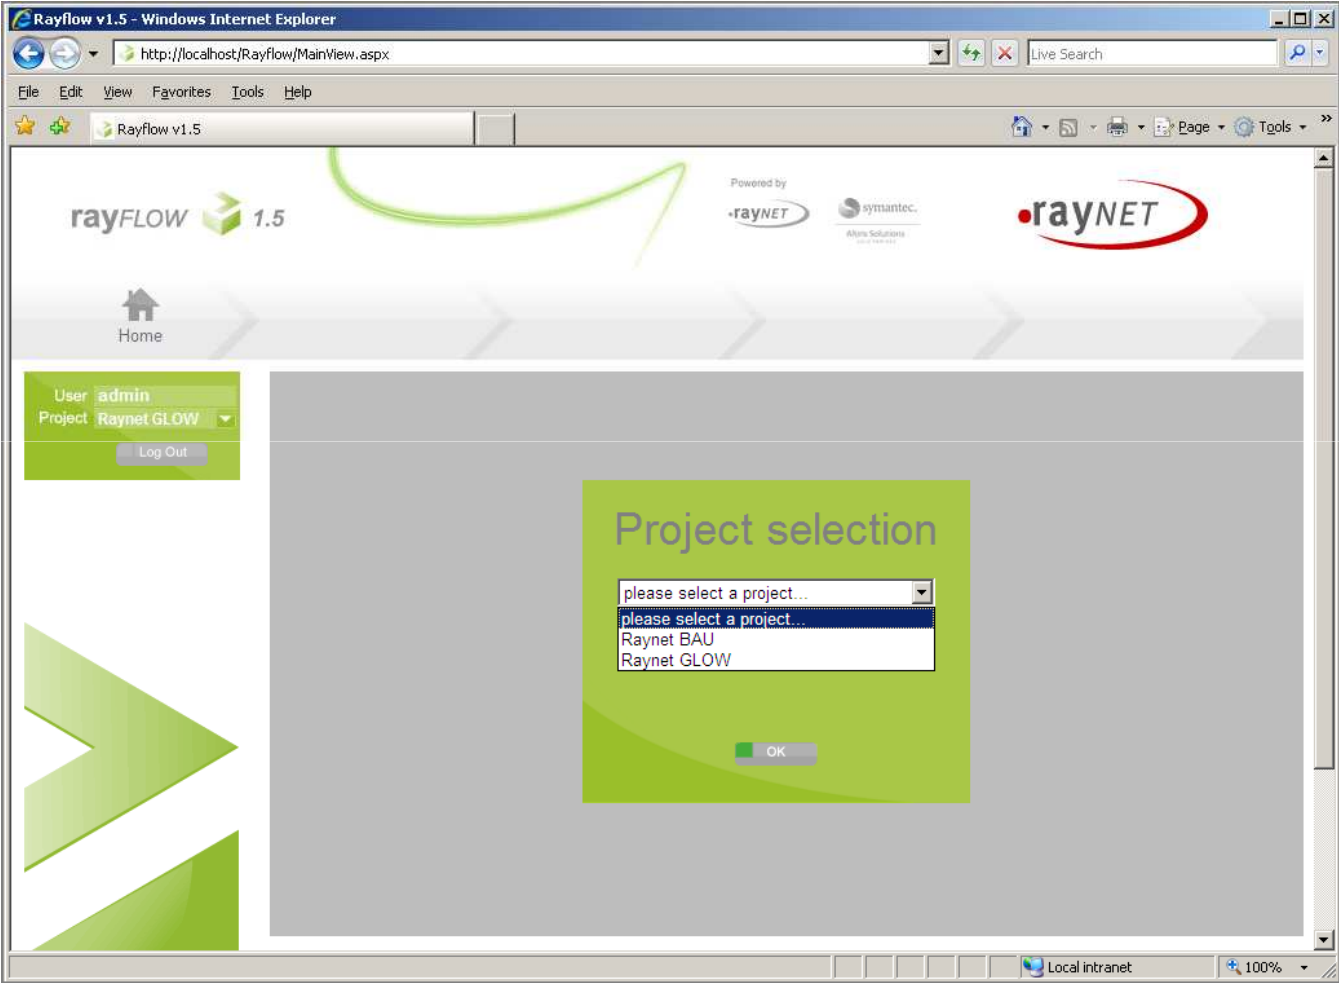 Rayflow v1.5 - Windows Internet Explorer
http://localhost/Rayflow/MainView.aspx
Live Search
File Edit View Favorites Tools Help
Rayflow v1.5
Page
Tools
»
rayFLOW 1.5
Powered by
raynet
symantec.
Altiris Solutions
rayNET
Home
User admin
Project Raynet GLOW
Log Out
Project selection
please select a project...
please select a project...
Raynet BAU
Raynet GLOW
OK
Local intranet
100%